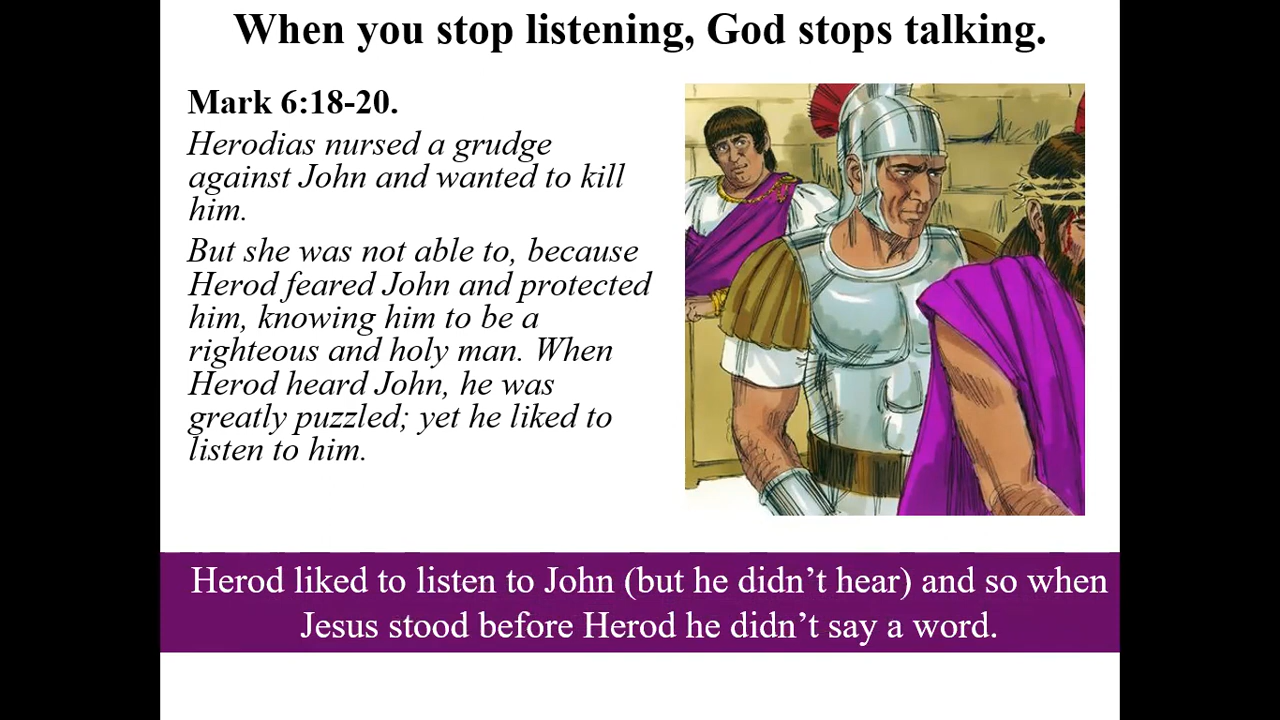 When you stop listening, God stops talking.
Mark 6:18-20.
Herodias nursed a grudge
against John and wanted to kill
him.
But she was not able to, because
Herod feared John and protected
him, knowing him to be a
righteous and holy man. When
Herod heard John, he was
greatly puzzled; yet he liked to
listen to him.
Herod liked to listen to John (but he didn’t hear) and so when
Jesus stood before Herod he didn’t say a word.